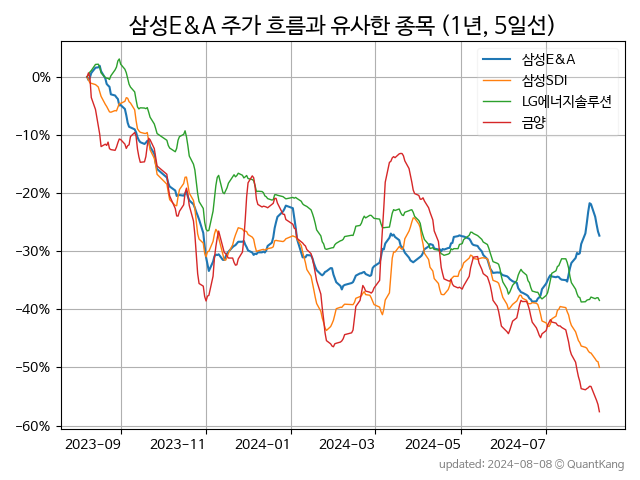 삼성E&A 주가 흐름과 유사한 종목 (1년, 5일선)
삼성E&A
삼성SDI
LG에너지솔루션
금양
0%
−10%
−20%
−30%
−40%
−50%
−60%
2023-09 2023-11 2024-01 2024-03 2024-05 2024-07
updated: 2024-08-08 © QuantKang